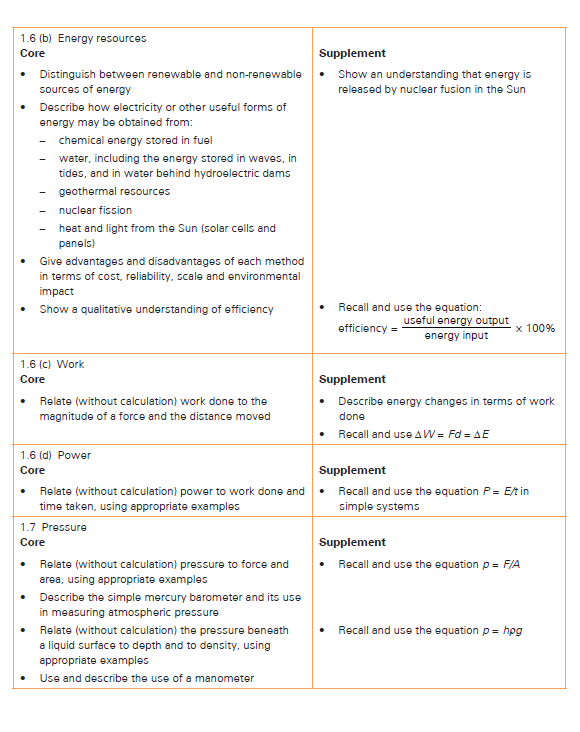 1.6 (b) Energy resources
Core
• Distinguish between renewable and non-renewable
sources of energy
• Describe how electricity or other useful forms of
energy may be obtained from:
– chemical energy stored in fuel
– water, including the energy stored in waves, in
tides, and in water behind hydroelectric dams
– geothermal resources
– nuclear fission
– heat and light from the Sun (solar cells and
panels)
• Give advantages and disadvantages of each method
in terms of cost, reliability, scale and environmental
impact
• Show a qualitative understanding of efficiency
Supplement
• Show an understanding that energy is
released by nuclear fusion in the Sun
• Recall and use the equation:
efficiency = useful energy output / energy input × 100%
1.6 (c) Work
Core
• Relate (without calculation) work done to the
magnitude of a force and the distance moved
Supplement
• Describe energy changes in terms of work
done
• Recall and use ΔW = Fd = ΔE
1.6 (d) Power
Core
• Relate (without calculation) power to work done and
time taken, using appropriate examples
Supplement
• Recall and use the equation P = E/t in
simple systems
1.7 Pressure
Core
• Relate (without calculation) pressure to force and
area, using appropriate examples
• Describe the simple mercury barometer and its use
in measuring atmospheric pressure
• Relate (without calculation) the pressure beneath
a liquid surface to depth and to density, using
appropriate examples
• Use and describe the use of a manometer
Supplement
• Recall and use the equation p = F/A
• Recall and use the equation p = hρg